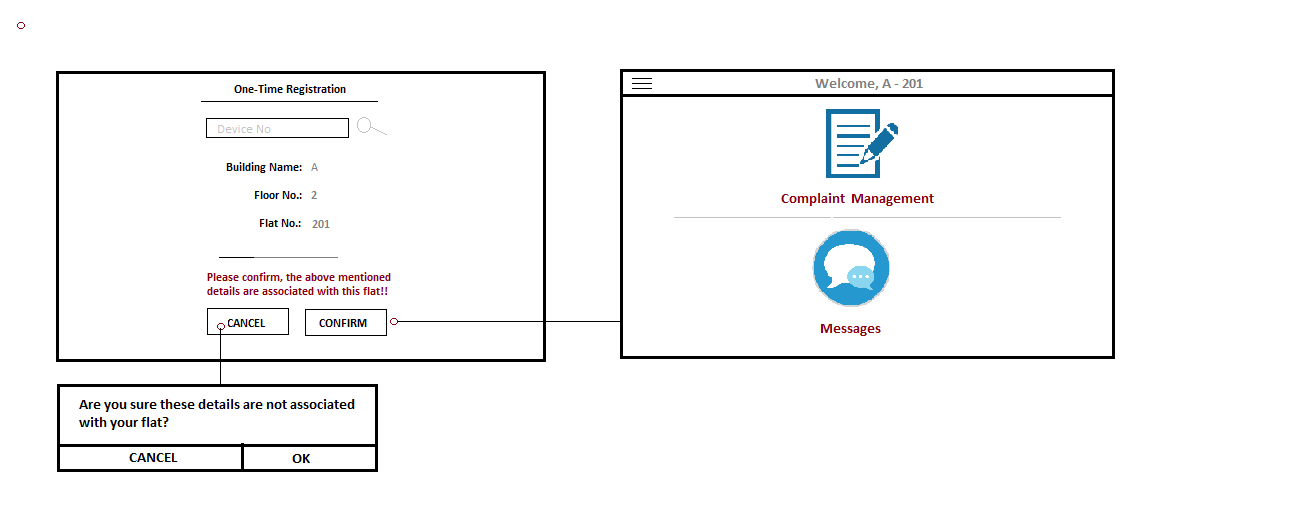 One-Time Registration
Device No
Building Name: A
Floor No.: 2
Flat No.: 201
Please confirm, the above mentioned
details are associated with this flat!!
CANCEL CONFIRM
Are you sure these details are not associated
with your flat?
CANCEL OK
Welcome, A - 201
Complaint Management
Messages